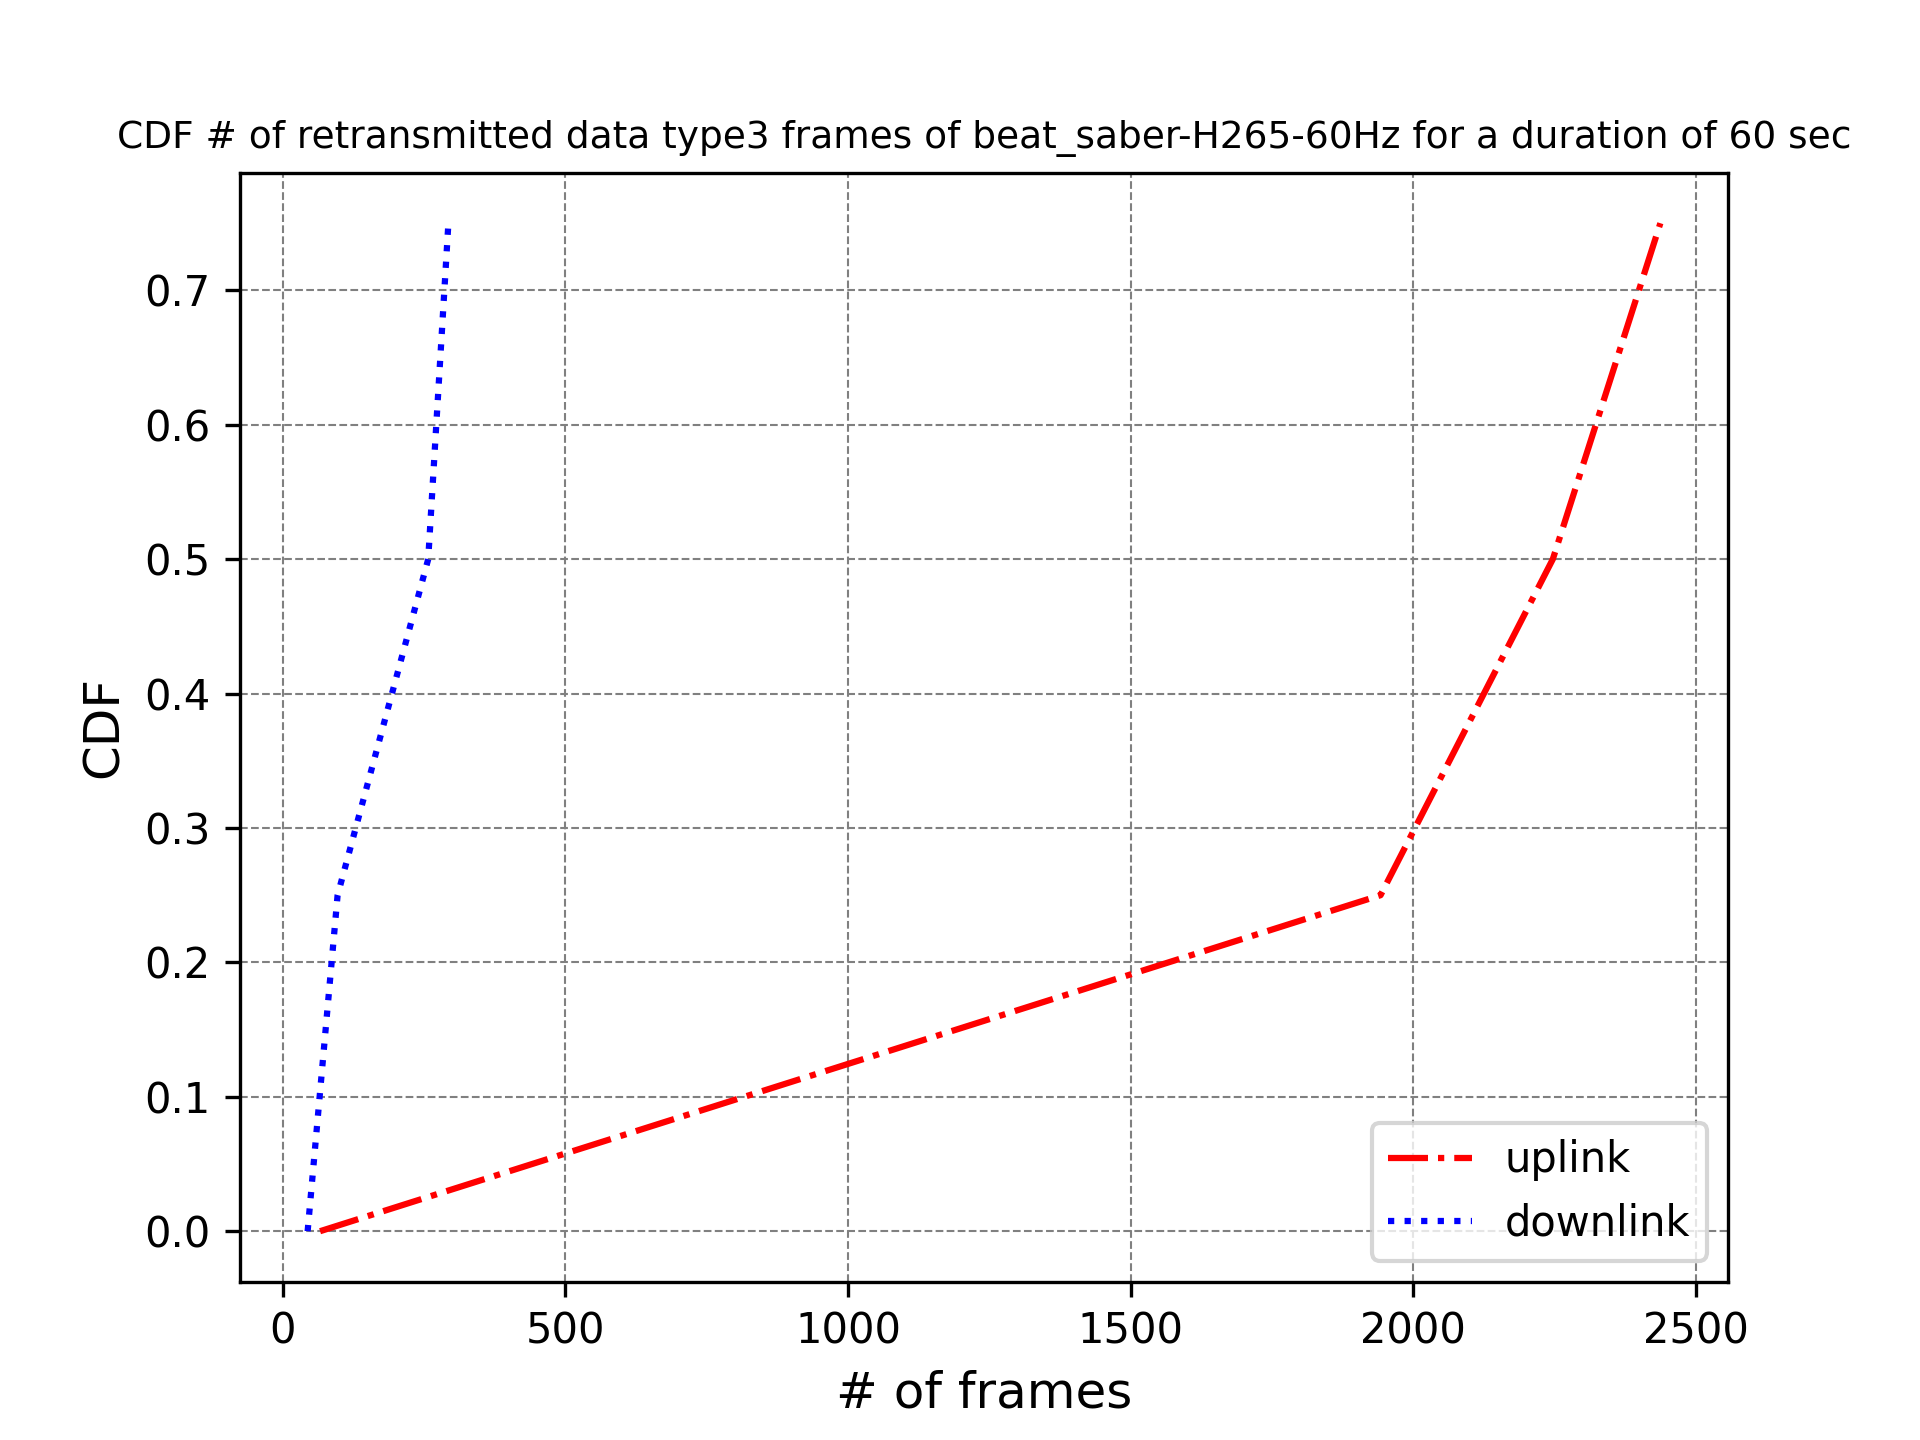 CDF # of retransmitted data type3 frames of beat_saber-H265-60Hz for a duration of 60 sec
0.7
0.6
0.5
0.4
0.3
0.2
0.1
0.0
CDF
uplink
downlink
0 500 1000 1500 2000 2500
# of frames